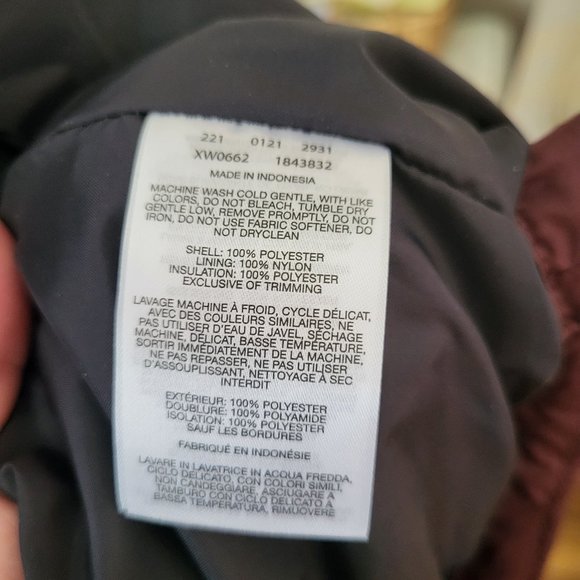 221 0121 2931
XW0662 1843832
MADE IN INDONESIA
MACHINE WASH COLD GENTLE, WITH LIKE
COLORS, DO NOT BLEACH, TUMBLE DRY
GENTLE LOW, REMOVE PROMPTLY, DO NOT
IRON, DO NOT USE FABRIC SOFTENER, DO
NOT DRYCLEAN
SHELL: 100% POLYESTER
LINING: 100% NYLON
INSULATION: 100% POLYESTER
EXCLUSIVE OF TRIMMING
LAVAGE MACHINE À FROID, CYCLE DÉLICAT,
AVEC DES COULEURS SIMILAIRES, NE
PAS UTILISER D'EAU DE JAVEL, SÉCHAGE
MACHINE, DÉLICAT, BASSE TEMPÉRATURE,
SORTIR IMMÉDIATEMENT DE LA MACHINE,
NE PAS REPASSER, NE PAS UTILISER
D'ASSOUPLISSANT, NETTOYAGE À SEC
INTERDIT
EXTÉRIEUR: 100% POLYESTER
DOUBLURE: 100% POLYAMIDE
ISOLATION: 100% POLYESTER
SAUF LES BORDURES
FABRIQUÉ EN INDONÉSIE
LAVARE IN LAVATRICE IN ACQUA FREDDA,
CICLO DELICATO, CON COLORI SIMILI,
NON CANDEGGIARE, ASCIUGARE A
TAMBURO CON CICLO DELICATO A
BASSA TEMPERATURA, RIMUOVERE